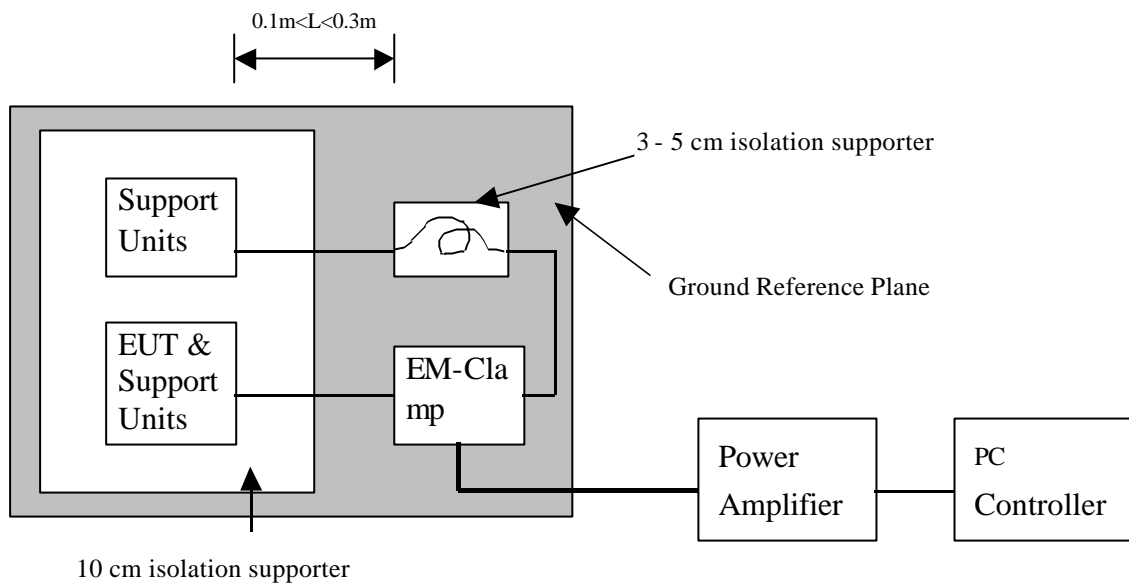 0.1m<L<0.3m
3 - 5 cm isolation supporter
Support
Units
Ground Reference Plane
EUT &
Support
Units
EM-Cla
mp
Power
Amplifier
PC
Controller
10 cm isolation supporter